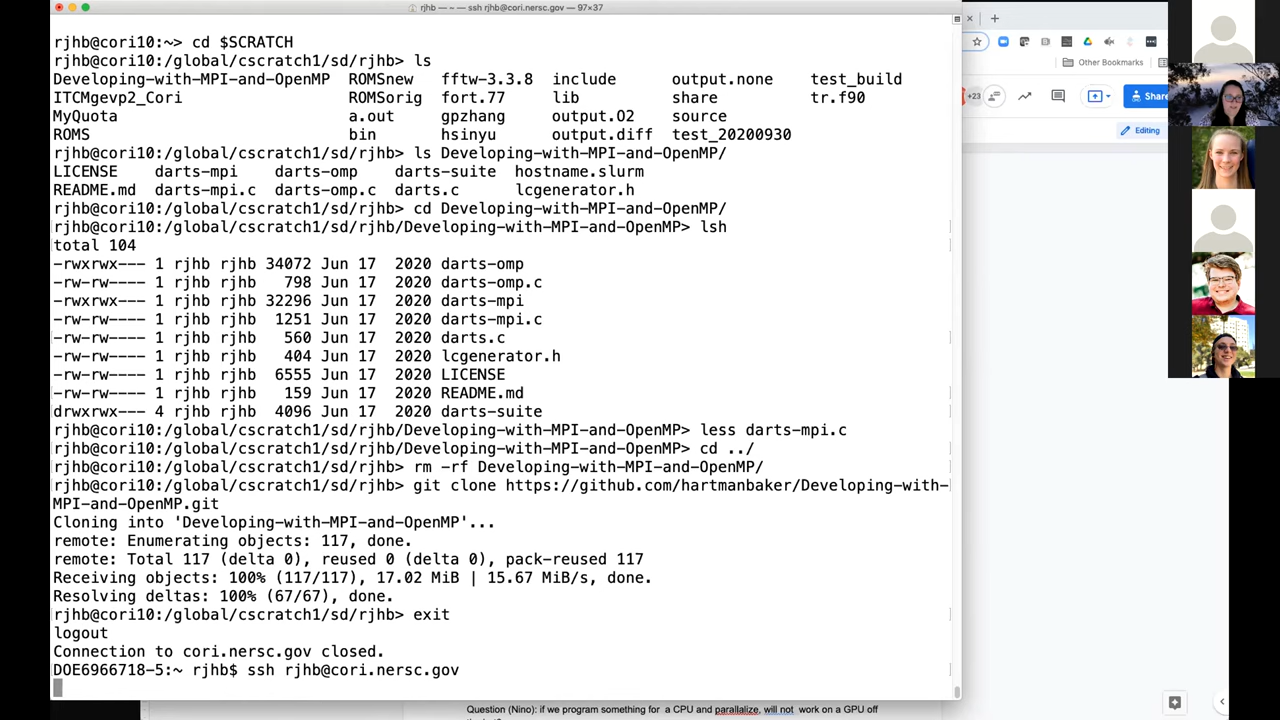 rjhb — ~ — ssh rjhb@cori.nersc.gov — 97×37
rjhb@cori10:~> cd $SCRATCH
rjhb@cori10:/global/cscratch1/sd/rjhb> ls
Developing-with-MPI-and-OpenMP ROMSnew fftw-3.3.8 include output.none test_build
ITCMgevp2_Cori ROMSorig fort.77 lib share tr.f90
MyQuota a.out gpzhang output.O2 source
ROMS bin hsinyu output.diff test_20200930
rjhb@cori10:/global/cscratch1/sd/rjhb> ls Developing-with-MPI-and-OpenMP/
LICENSE darts-mpi darts-omp darts-suite hostname.slurm
README.md darts-mpi.c darts-omp.c darts.c lcgenerator.h
rjhb@cori10:/global/cscratch1/sd/rjhb> cd Developing-with-MPI-and-OpenMP/
rjhb@cori10:/global/cscratch1/sd/rjhb/Developing-with-MPI-and-OpenMP> lsh
total 104
-rwxrwx--- 1 rjhb rjhb 34072 Jun 17 2020 darts-omp
-rw-rw---- 1 rjhb rjhb 798 Jun 17 2020 darts-omp.c
-rwxrwx--- 1 rjhb rjhb 32296 Jun 17 2020 darts-mpi
-rw-rw---- 1 rjhb rjhb 1251 Jun 17 2020 darts-mpi.c
-rw-rw---- 1 rjhb rjhb 560 Jun 17 2020 darts.c
-rw-rw---- 1 rjhb rjhb 404 Jun 17 2020 lcgenerator.h
-rw-rw---- 1 rjhb rjhb 6555 Jun 17 2020 LICENSE
-rw-rw---- 1 rjhb rjhb 159 Jun 17 2020 README.md
drwxrwx--- 4 rjhb rjhb 4096 Jun 17 2020 darts-suite
rjhb@cori10:/global/cscratch1/sd/rjhb/Developing-with-MPI-and-OpenMP> less darts-mpi.c
rjhb@cori10:/global/cscratch1/sd/rjhb/Developing-with-MPI-and-OpenMP> cd ../
rjhb@cori10:/global/cscratch1/sd/rjhb> rm -rf Developing-with-MPI-and-OpenMP/
rjhb@cori10:/global/cscratch1/sd/rjhb> git clone https://github.com/hartmanbaker/Developing-with-
MPI-and-OpenMP.git
Cloning into 'Developing-with-MPI-and-OpenMP'...
remote: Enumerating objects: 117, done.
remote: Total 117 (delta 0), reused 0 (delta 0), pack-reused 117
Receiving objects: 100% (117/117), 17.02 MiB | 15.67 MiB/s, done.
Resolving deltas: 100% (67/67), done.
rjhb@cori10:/global/cscratch1/sd/rjhb> exit
logout
Connection to cori.nersc.gov closed.
DOE6966718-5:~ rjhb$ ssh rjhb@cori.nersc.gov
Other Bookmarks
+23
Share
Editing
Question (Nino): if we program something for a CPU and parallalize, will not work on a GPU off